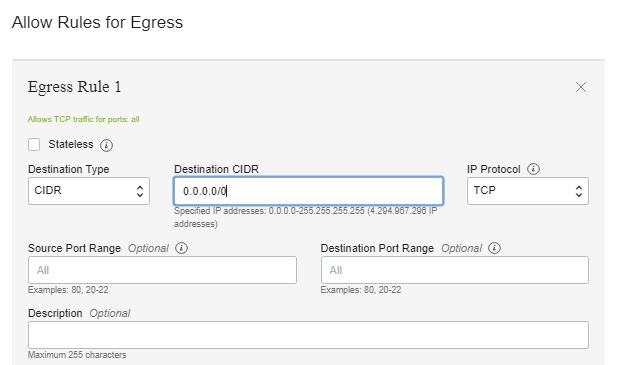 Allow Rules for Egress
Egress Rule 1
Allows TCP traffic for ports: all
Stateless
Destination Type
Destination CIDR
IP Protocol
CIDR
0.0.0.0/0
TCP
Specified IP addresses: 0.0.0.0-255.255.255.255 (4.294.967.296 IP
addresses)
Source Port Range Optional
Destination Port Range Optional
All
All
Examples: 80, 20-22
Examples: 80, 20-22
Description Optional
Maximum 255 characters